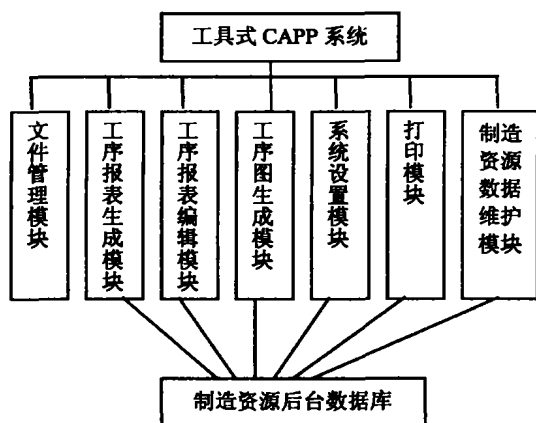 工具式 CAPP 系统
文件管理模块
工序报表生成模块
工序报表编辑模块
工序图生成模块
系统设置模块
打印模块
制造
资源
数据
维护
模块
制造资源后台数据库